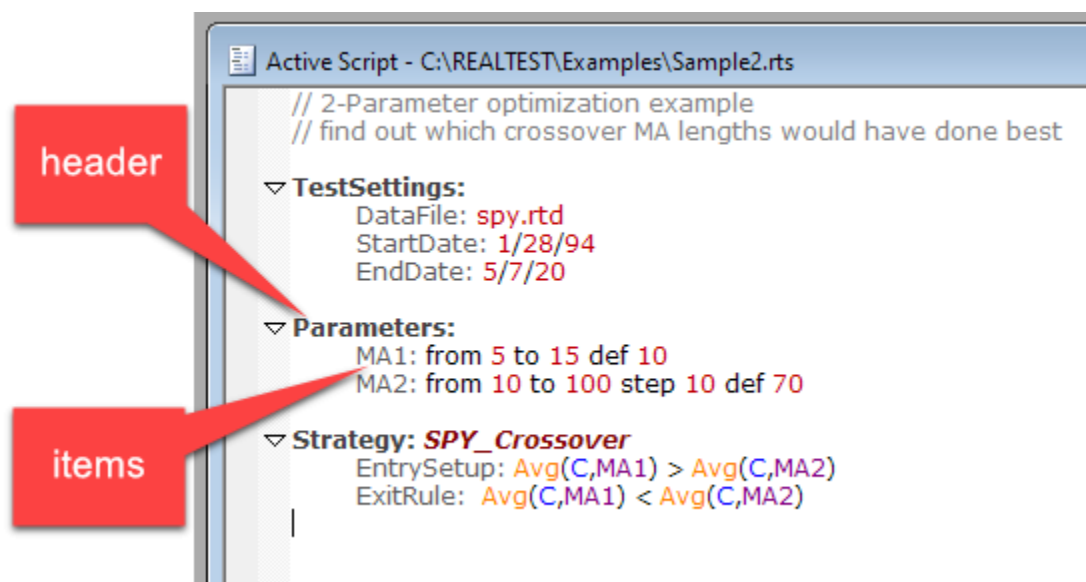 Active Script - C:\REALTEST\Examples\Sample2.rts
// 2-Parameter optimization example
// find out which crossover MA lengths would have done best
header
TestSettings:
DataFile: spy.rtd
StartDate: 1/28/94
EndDate: 5/7/20
Parameters:
MA1: from 5 to 15 def 10
MA2: from 10 to 100 step 10 def 70
items
Strategy: SPY_Crossover
EntrySetup: Avg(C,MA1) > Avg(C,MA2)
ExitRule:  Avg(C,MA1) < Avg(C,MA2)